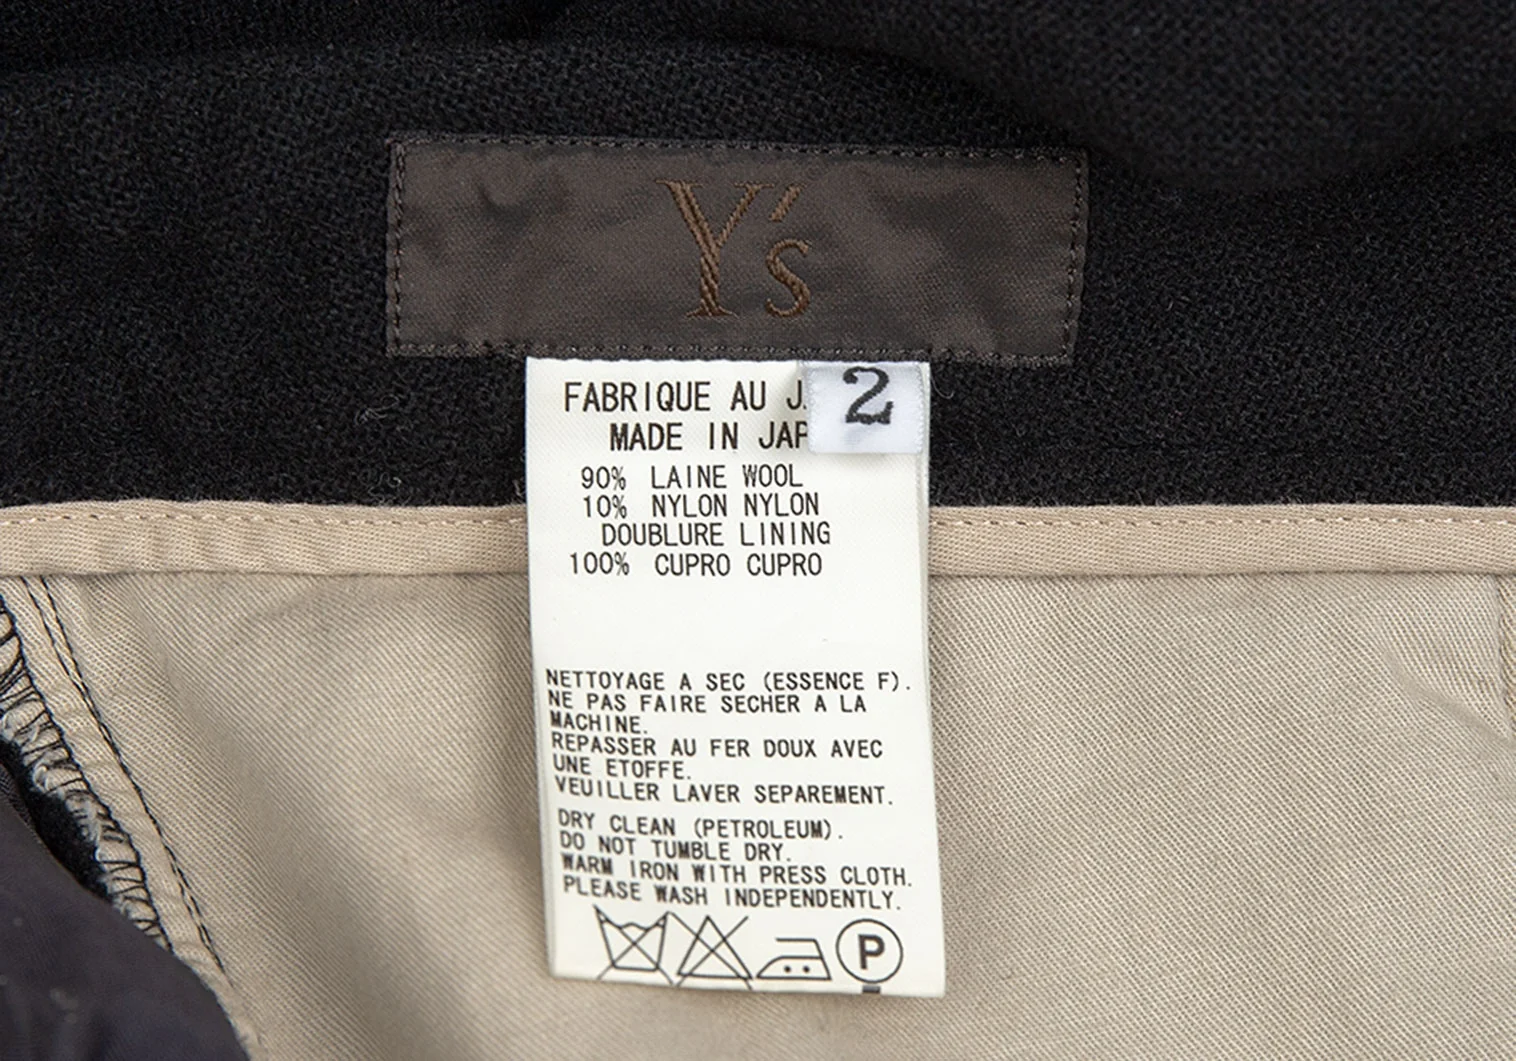 Y's
2
FABRIQUE AU J
MADE IN JAP
90% LAINE WOOL
10% NYLON NYLON
DOUBLURE LINING
100% CUPRO CUPRO
NETTOYAGE A SEC (ESSENCE F).
NE PAS FAIRE SECHER A LA
MACHINE.
REPASSER AU FER DOUX AVEC
UNE ETOFFE.
VEUILLER LAVER SEPAREMENT.
DRY CLEAN (PETROLEUM).
DO NOT TUMBLE DRY.
WARM IRON WITH PRESS CLOTH.
PLEASE WASH INDEPENDENTLY.
P